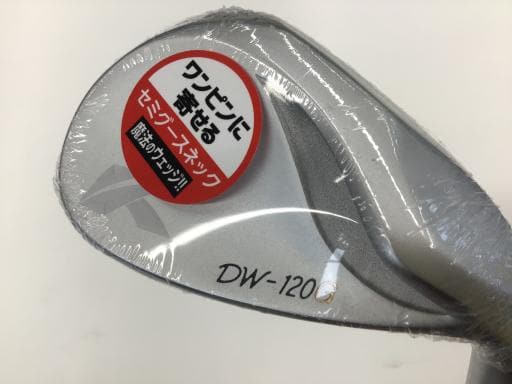 ワンピンに
寄せる
セミグースネック
魔法のウェッジ!!
DW-120G